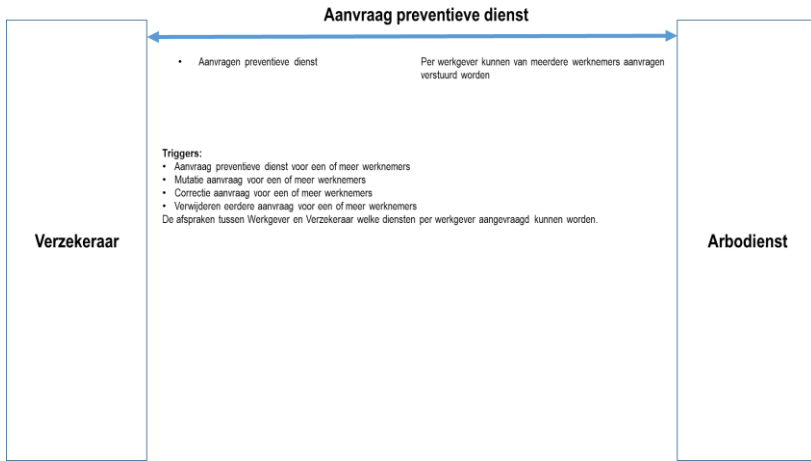 Aanvraag preventieve dienst
• Aanvragen preventieve dienst
Per werkgever kunnen van meerdere werknemers aanvragen
verstuurd worden
Triggers:
• Aanvraag preventieve dienst voor een of meer werknemers
• Mutatie aanvraag voor een of meer werknemers
• Correctie aanvraag voor een of meer werknemers
• Verwijderen eerdere aanvraag voor een of meer werknemers
De afspraken tussen Werkgever en Verzekeraar welke diensten per werkgever aangevraagd kunnen worden.
Verzekeraar
Arbodienst